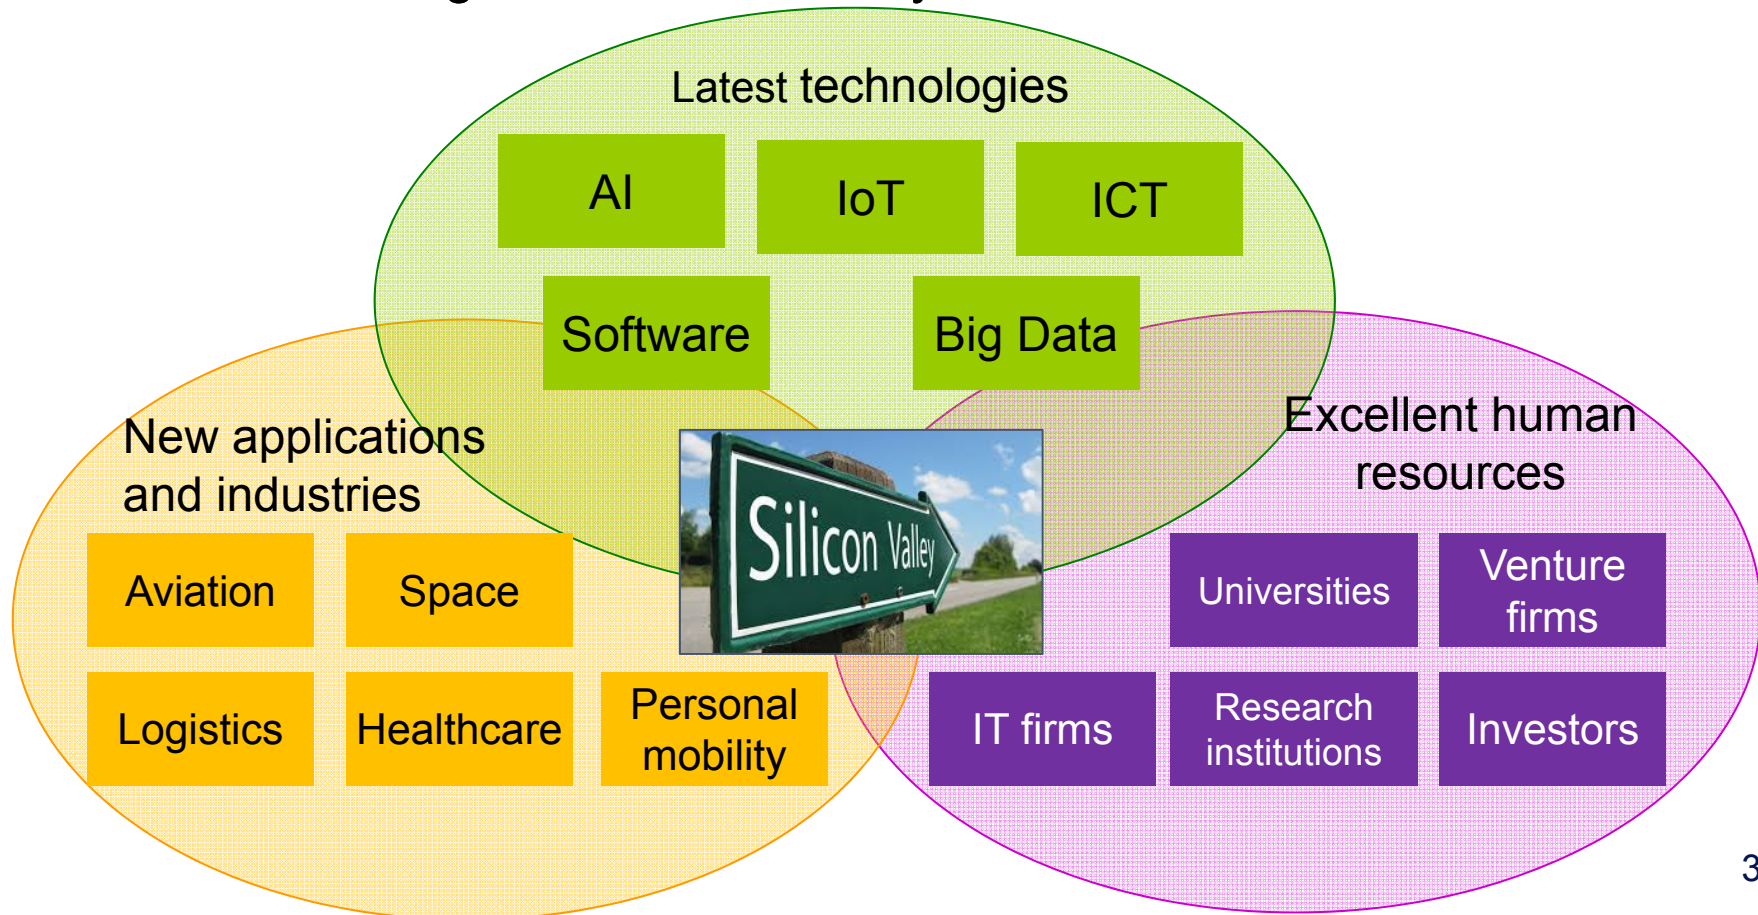 Latest technologies
AI
IoT
ICT
Software
Big Data
New applications
and industries
Aviation
Space
Logistics
Healthcare
Personal
mobility
Silicon Valley
Excellent human
resources
Universities
Venture
firms
IT firms
Research
institutions
Investors
3